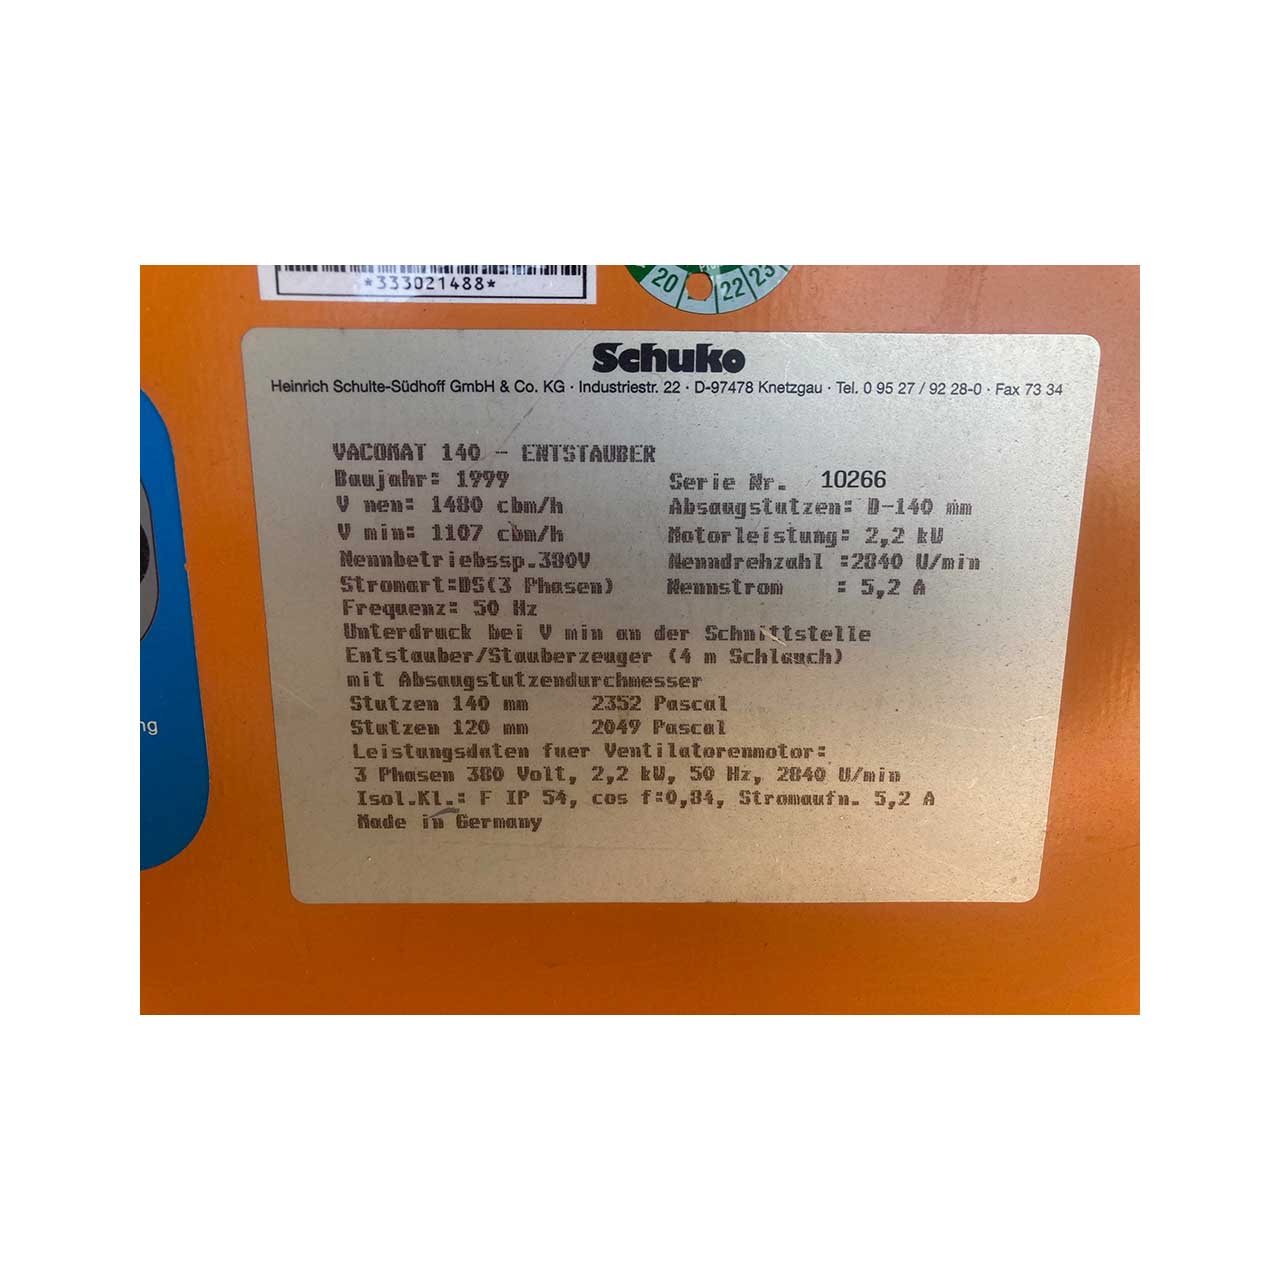 *333021488*
20 22 23
Schuko
Heinrich Schulte-Südhoff GmbH & Co. KG · Industriestr. 22 · D-97478 Knetzgau · Tel. 0 95 27 / 92 28-0 · Fax 73 34
VACOMAT 140 - ENTSTAUBER
Baujahr: 1999 Serie Nr. 10266
V nen: 1480 cbm/h Absaugstutzen: D-140 mm
V min: 1107 cbm/h Motorleistung: 2,2 kW
Nennbetriebssp.380V Nenndrehzahl :2840 U/min
Stromart:DS(3 Phasen) Nennstrom : 5,2 A
Frequenz: 50 Hz
Unterdruck bei V min an der Schnittstelle
Entstauber/Stauberzeuger (4 m Schlauch)
mit Absaugstutzendurchmesser
Stutzen 140 mm 2352 Pascal
Stutzen 120 mm 2049 Pascal
Leistungsdaten fuer Ventilatorenmotor:
3 Phasen 380 Volt, 2,2 kW, 50 Hz, 2840 U/min
Isol.Kl.: F IP 54, cos f:0,84, Stromaufn. 5,2 A
Made in Germany
ng